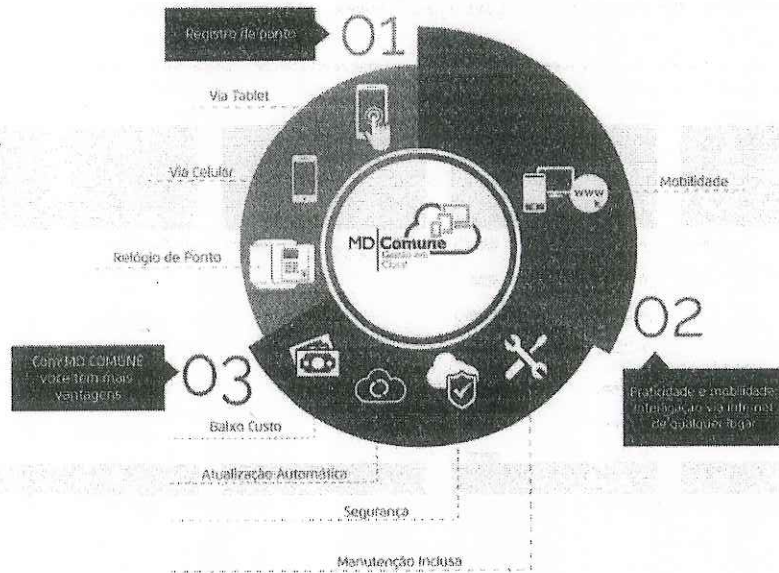 Registro de ponto
01
Via Tablet
Via Celular
Relógio de Ponto
MD Comune
Gestão em
Cloud
www
Mobilidade
02
Praticidade e mobilidade
interligação via internet
de qualquer lugar
03
Com MD COMUNE
você tem mais
vantagens
Baixo Custo
Atualização Automática
Segurança
Manutenção Inclusa